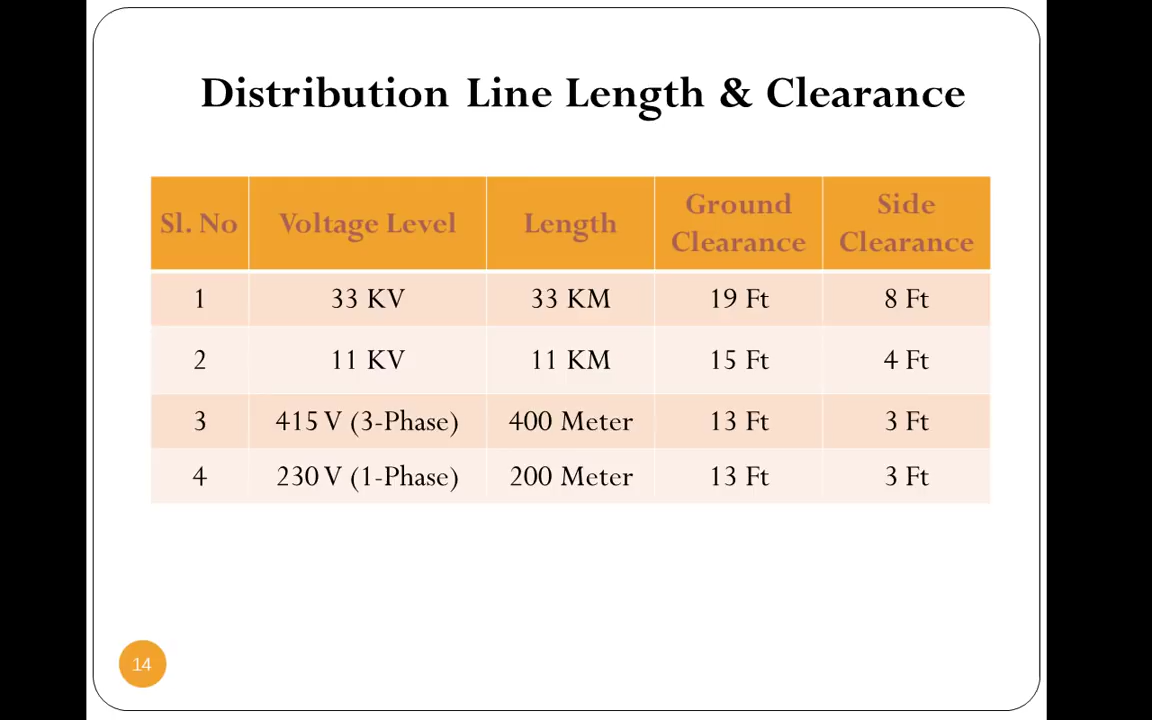 Distribution Line Length & Clearance
Sl. No Voltage Level Length Ground Clearance Side Clearance
1 33 KV 33 KM 19 Ft 8 Ft
2 11 KV 11 KM 15 Ft 4 Ft
3 415 V (3-Phase) 400 Meter 13 Ft 3 Ft
4 230 V (1-Phase) 200 Meter 13 Ft 3 Ft
14